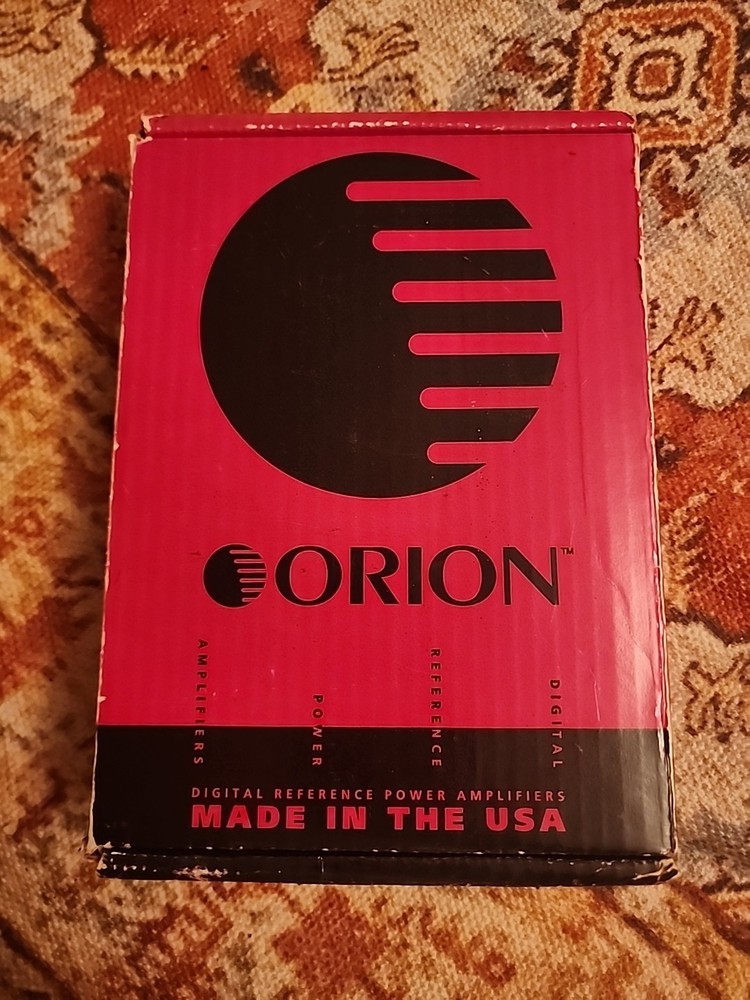 ORION™
AMPLIFIERS
POWER
REFERENCE
DIGITAL
DIGITAL REFERENCE POWER AMPLIFIERS
MADE IN THE USA